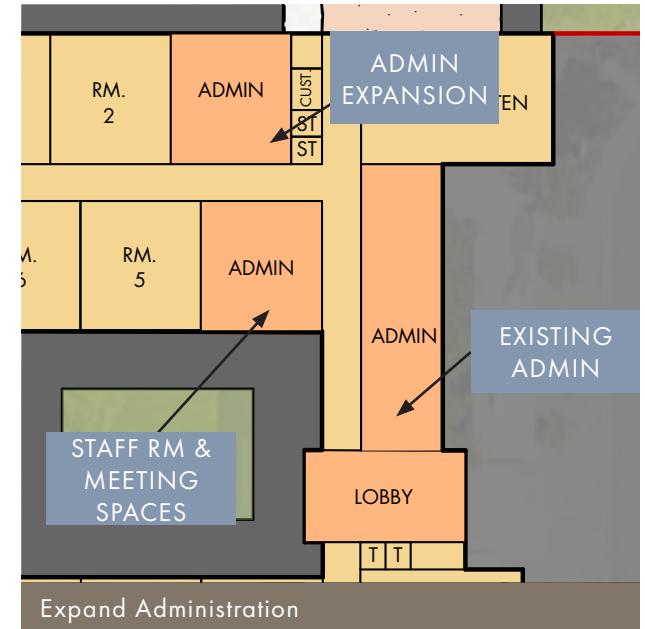 ADMIN
EXPANSION
RM.
2
ADMIN
CUST.
ST
ST
TEN
RM.
5
ADMIN
ADMIN
EXISTING
ADMIN
STAFF RM &
MEETING
SPACES
LOBBY
T T
Expand Administration